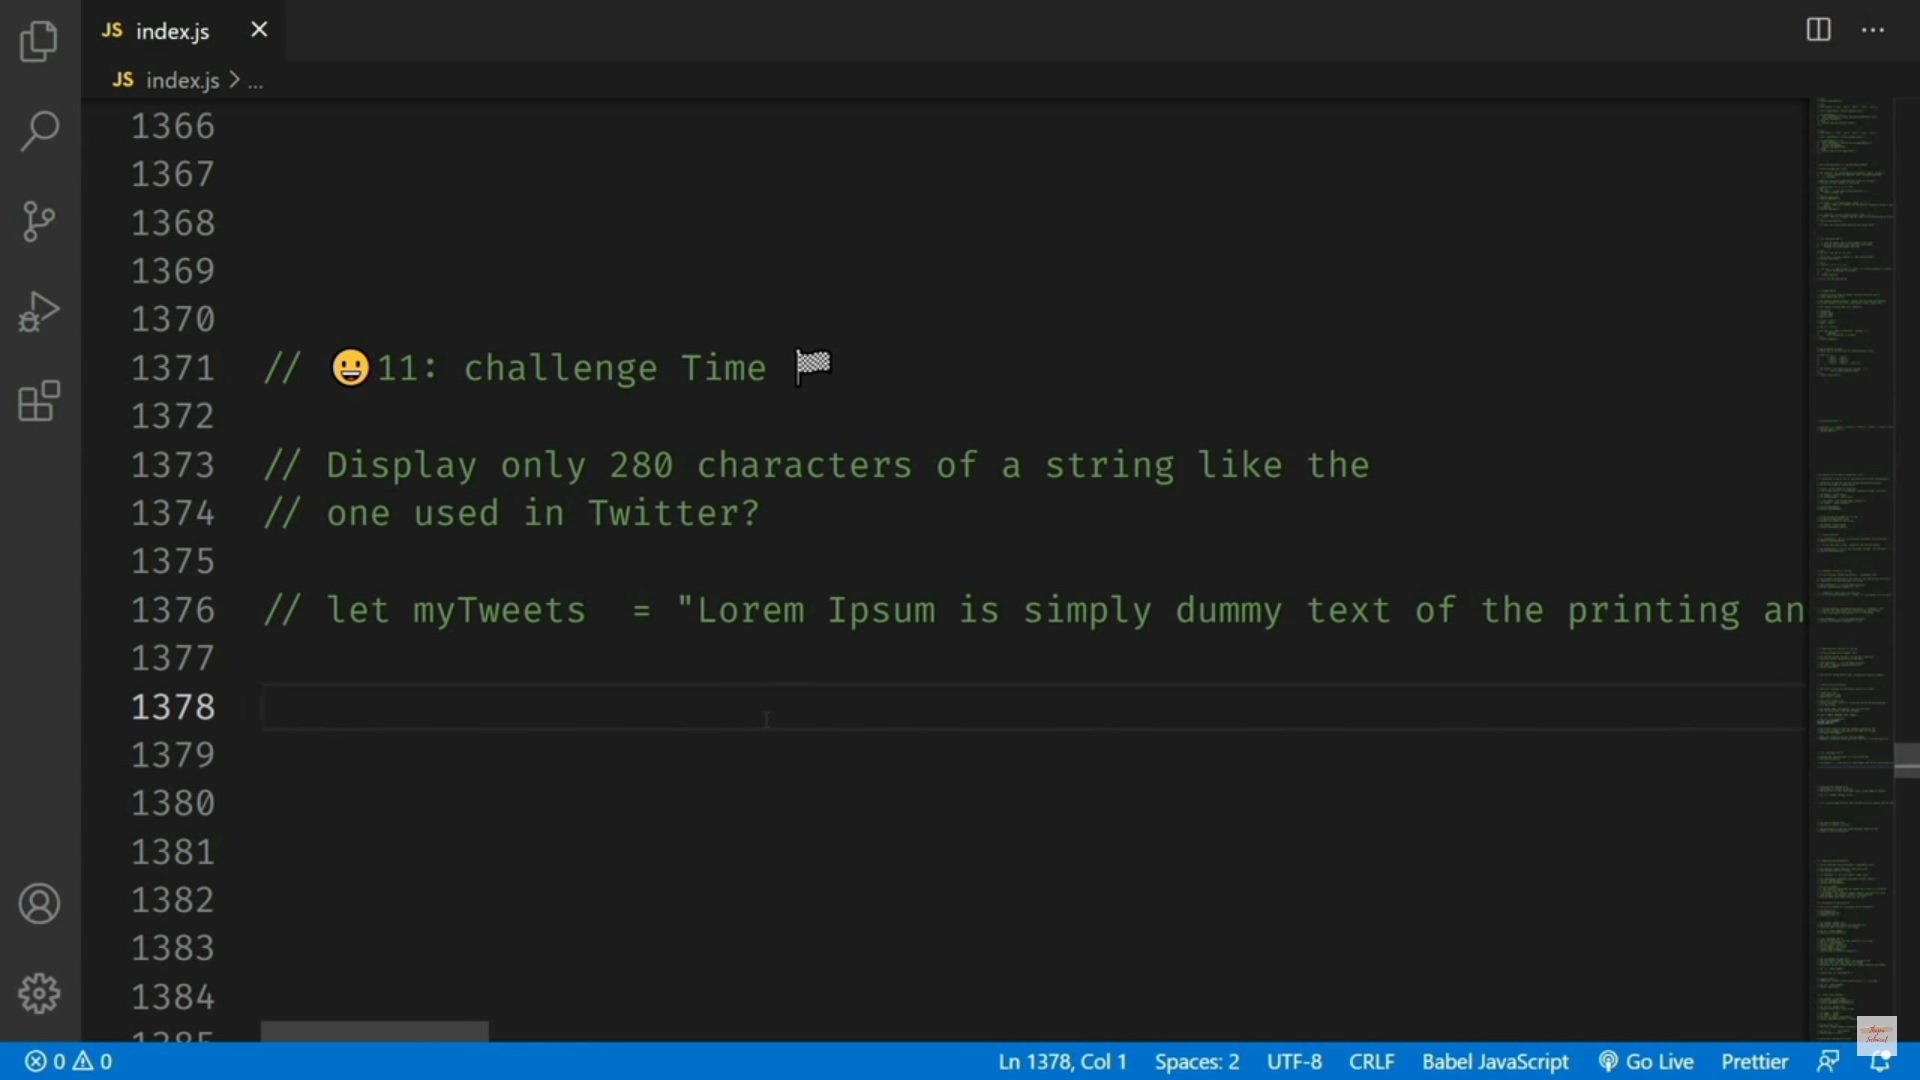 JS index.js
JS index.js > ...
1366
1367
1368
1369
1370
1371 // 😀11: challenge Time 🏁
1372
1373 // Display only 280 characters of a string like the
1374 // one used in Twitter?
1375
1376 // let myTweets  = "Lorem Ipsum is simply dummy text of the printing an
1377
1378
1379
1380
1381
1382
1383
1384
0 0 Ln 1378, Col 1 Spaces: 2 UTF-8 CRLF Babel JavaScript Go Live Prettier